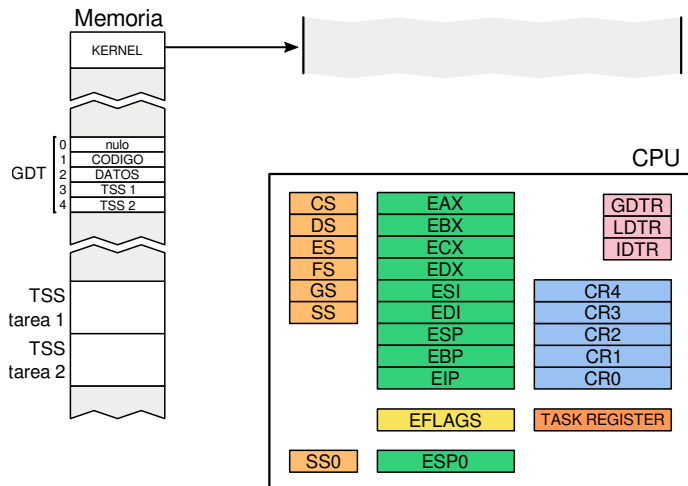 Memoria
KERNEL
GDT
0 nulo
1 CODIGO
2 DATOS
3 TSS 1
4 TSS 2
TSS
tarea 1
TSS
tarea 2
CPU
CS EAX GDTR
DS EBX LDTR
ES ECX IDTR
FS EDX
GS ESI CR4
SS EDI CR3
ESP CR2
EBP CR1
EIP CR0
EFLAGS TASK REGISTER
SS0 ESP0